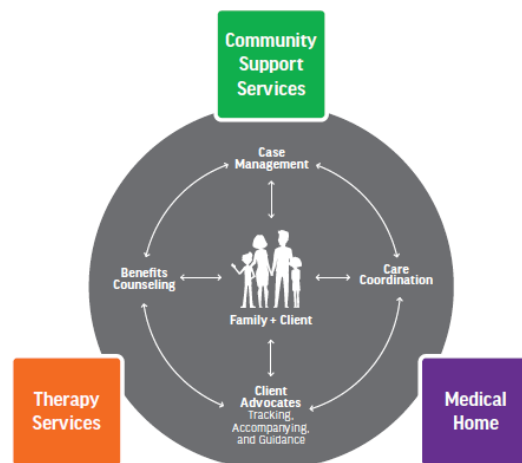 Community
Support
Services
Case
Management
Benefits
Counseling
Care
Coordination
Family + Client
Client
Advocates
Tracking,
Accompanying,
and Guidance
Therapy
Services
Medical
Home